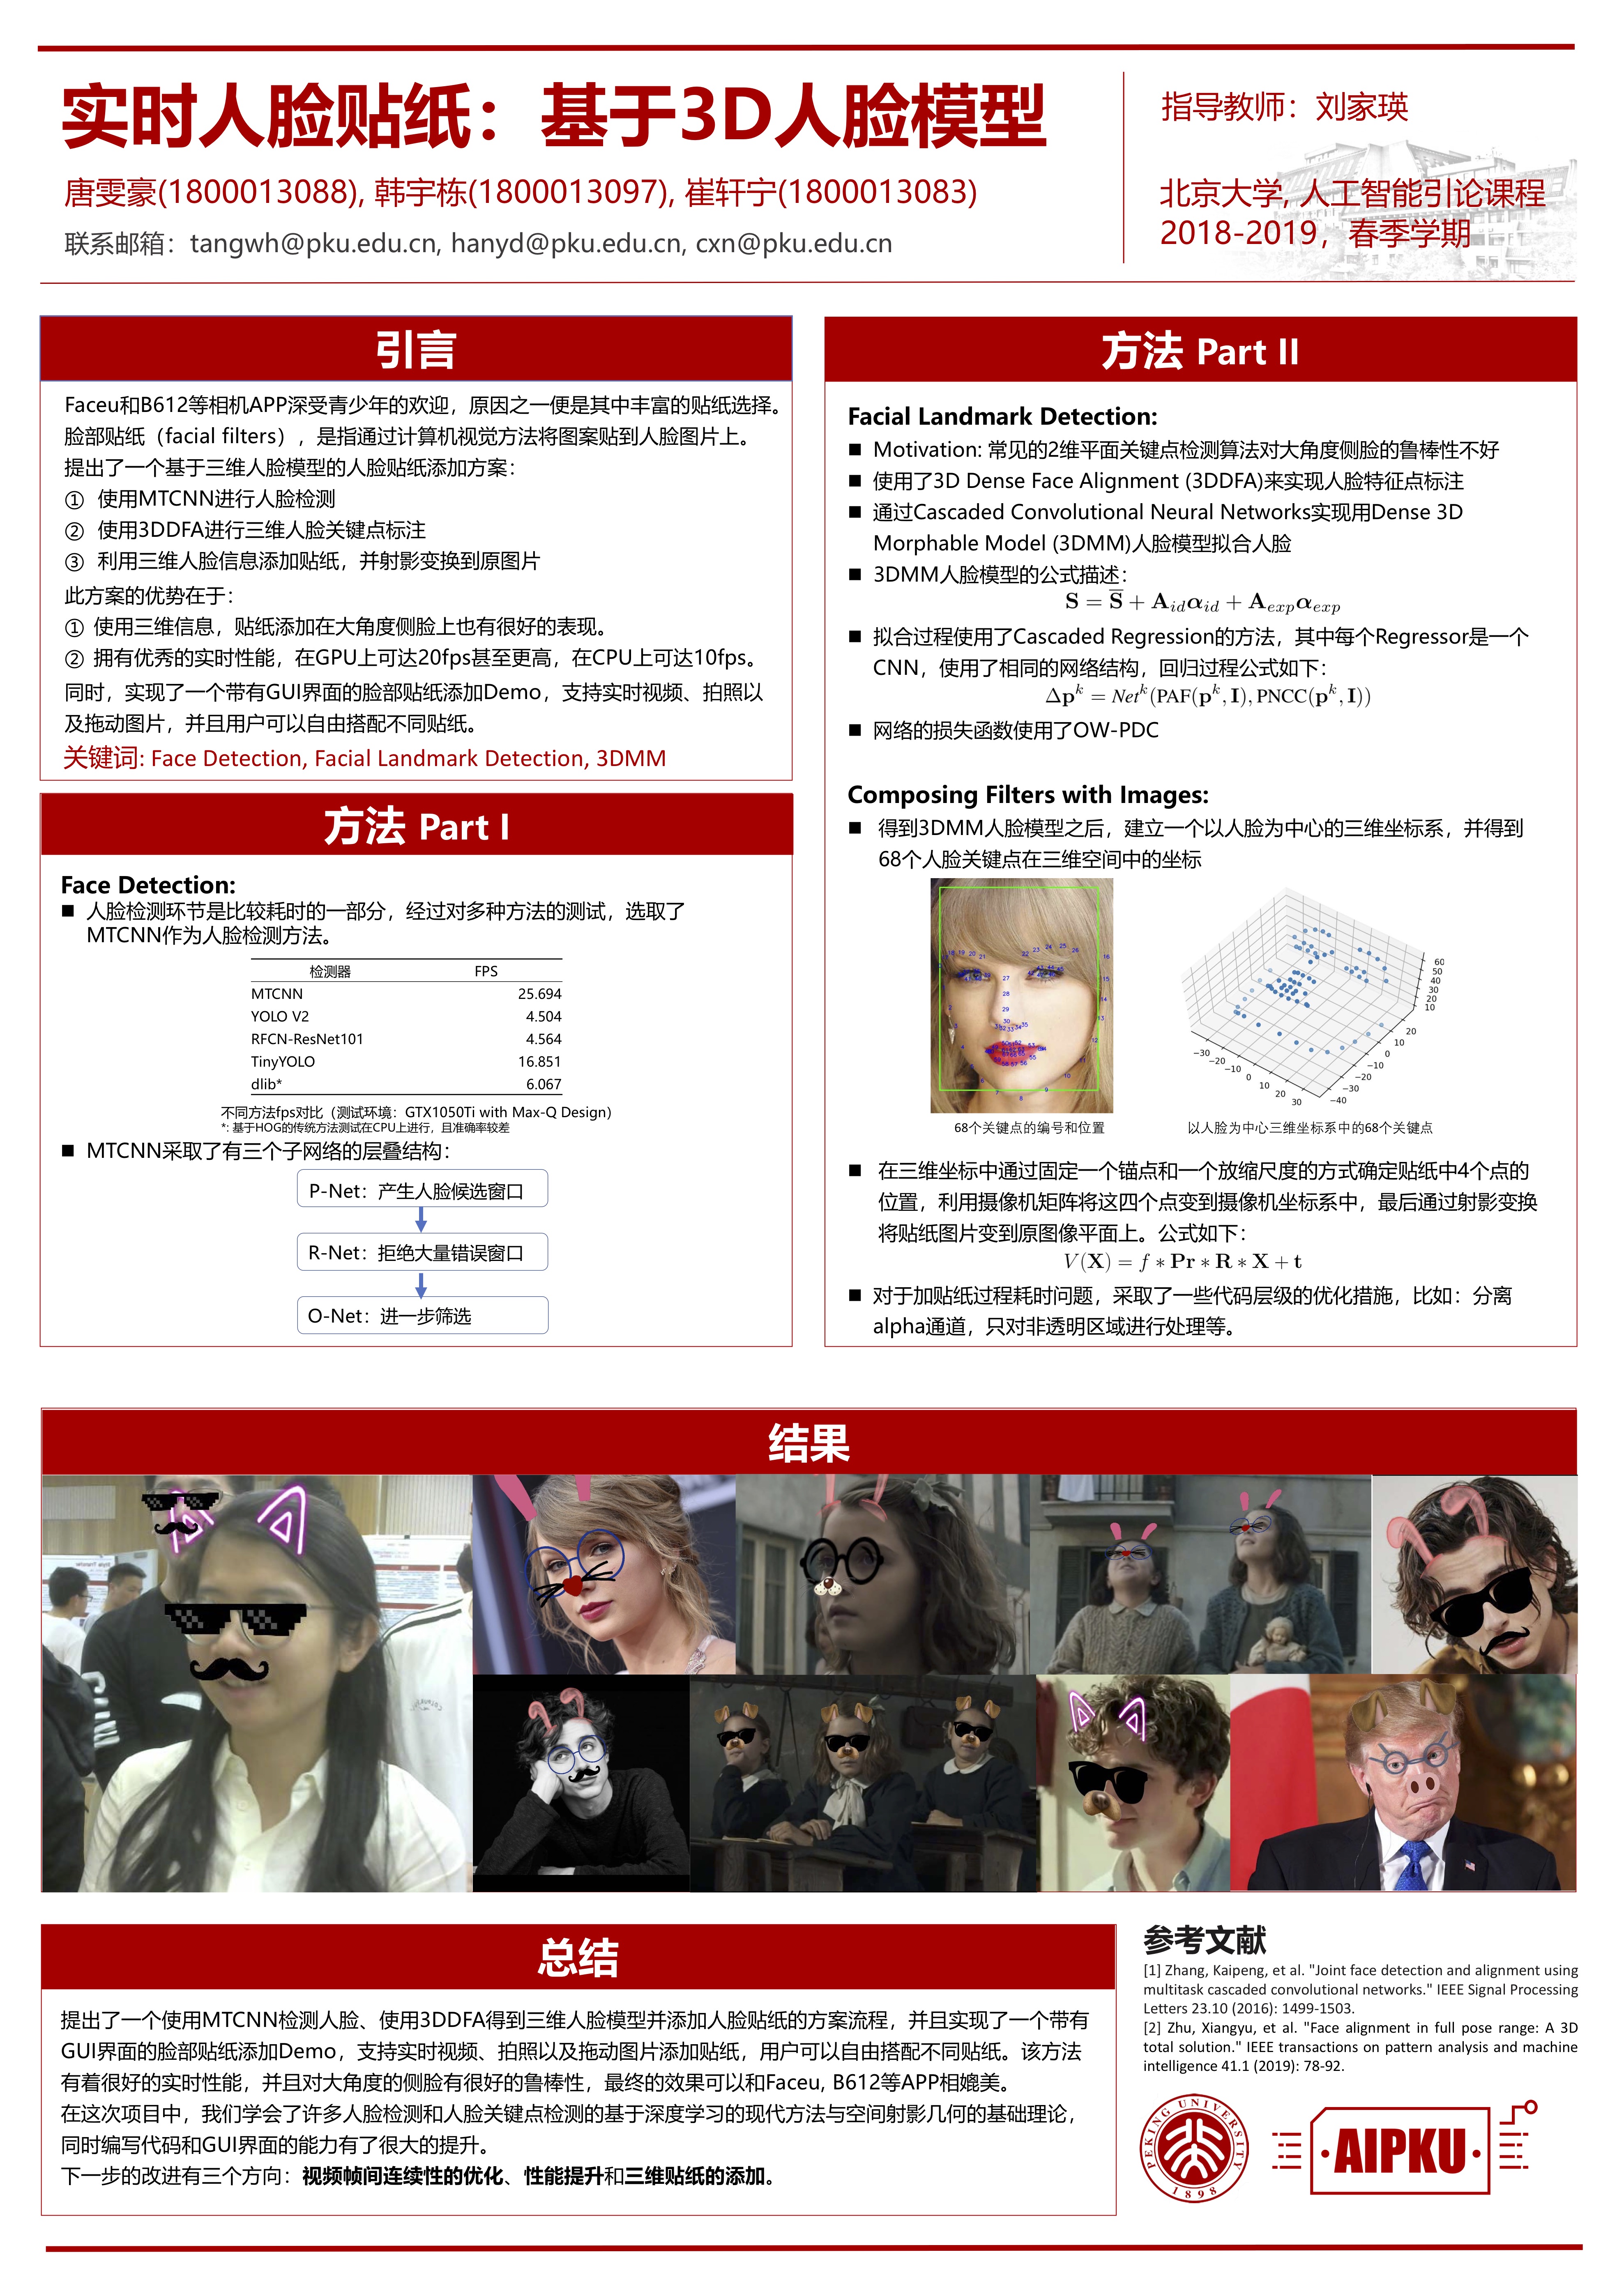 实时人脸贴纸：基于3D人脸模型
唐雯豪(1800013088), 韩宇栋(1800013097), 崔轩宁(1800013083)
联系邮箱：tangwh@pku.edu.cn, hanyd@pku.edu.cn, cxn@pku.edu.cn
指导教师：刘家瑛
北京大学, 人工智能引论课程
2018-2019，春季学期
引言
Faceu和B612等相机APP深受青少年的欢迎，原因之一便是其中丰富的贴纸选择。
脸部贴纸（facial filters），是指通过计算机视觉方法将图案贴到人脸图片上。
提出了一个基于三维人脸模型的人脸贴纸添加方案：
① 使用MTCNN进行人脸检测
② 使用3DDFA进行三维人脸关键点标注
③ 利用三维人脸信息添加贴纸，并射影变换到原图片
此方案的优势在于：
① 使用三维信息，贴纸添加在大角度侧脸上也有很好的表现。
② 拥有优秀的实时性能，在GPU上可达20fps甚至更高，在CPU上可达10fps。
同时，实现了一个带有GUI界面的脸部贴纸添加Demo，支持实时视频、拍照以
及拖动图片，并且用户可以自由搭配不同贴纸。
关键词: Face Detection, Facial Landmark Detection, 3DMM
方法 Part I
Face Detection:
■ 人脸检测环节是比较耗时的一部分，经过对多种方法的测试，选取了
MTCNN作为人脸检测方法。
检测器 FPS
MTCNN 25.694
YOLO V2 4.504
RFCN-ResNet101 4.564
TinyYOLO 16.851
dlib* 6.067
不同方法fps对比（测试环境：GTX1050Ti with Max-Q Design）
*: 基于HOG的传统方法测试在CPU上进行，且准确率较差
■ MTCNN采取了有三个子网络的层叠结构：
P-Net：产生人脸候选窗口
R-Net：拒绝大量错误窗口
O-Net：进一步筛选
方法 Part II
Facial Landmark Detection:
■ Motivation: 常见的2维平面关键点检测算法对大角度侧脸的鲁棒性不好
■ 使用了3D Dense Face Alignment (3DDFA)来实现人脸特征点标注
■ 通过Cascaded Convolutional Neural Networks实现用Dense 3D
Morphable Model (3DMM)人脸模型拟合人脸
■ 3DMM人脸模型的公式描述：
S = S̅ + A_id α_id + A_exp α_exp
■ 拟合过程使用了Cascaded Regression的方法，其中每个Regressor是一个
CNN，使用了相同的网络结构，回归过程公式如下：
Δp^k = Net^k(PAF(p^k, I), PNCC(p^k, I))
■ 网络的损失函数使用了OW-PDC
Composing Filters with Images:
■ 得到3DMM人脸模型之后，建立一个以人脸为中心的三维坐标系，并得到
68个人脸关键点在三维空间中的坐标
68个关键点的编号和位置
60
50
40
30
20
10
20
10
0
−10
−20
−30
−40
−30
−20
−10
0
10
20
30
以人脸为中心三维坐标系中的68个关键点
■ 在三维坐标中通过固定一个锚点和一个放缩尺度的方式确定贴纸中4个点的
位置，利用摄像机矩阵将这四个点变到摄像机坐标系中，最后通过射影变换
将贴纸图片变到原图像平面上。公式如下：
V(X) = f ∗ Pr ∗ R ∗ X + t
■ 对于加贴纸过程耗时问题，采取了一些代码层级的优化措施，比如：分离
alpha通道，只对非透明区域进行处理等。
结果
总结
提出了一个使用MTCNN检测人脸、使用3DDFA得到三维人脸模型并添加人脸贴纸的方案流程，并且实现了一个带有
GUI界面的脸部贴纸添加Demo，支持实时视频、拍照以及拖动图片添加贴纸，用户可以自由搭配不同贴纸。该方法
有着很好的实时性能，并且对大角度的侧脸有很好的鲁棒性，最终的效果可以和Faceu, B612等APP相媲美。
在这次项目中，我们学会了许多人脸检测和人脸关键点检测的基于深度学习的现代方法与空间射影几何的基础理论，
同时编写代码和GUI界面的能力有了很大的提升。
下一步的改进有三个方向：视频帧间连续性的优化、性能提升和三维贴纸的添加。
参考文献
[1] Zhang, Kaipeng, et al. "Joint face detection and alignment using
multitask cascaded convolutional networks." IEEE Signal Processing
Letters 23.10 (2016): 1499-1503.
[2] Zhu, Xiangyu, et al. "Face alignment in full pose range: A 3D
total solution." IEEE transactions on pattern analysis and machine
intelligence 41.1 (2019): 78-92.
PEKING UNIVERSITY
1898
·AIPKU·